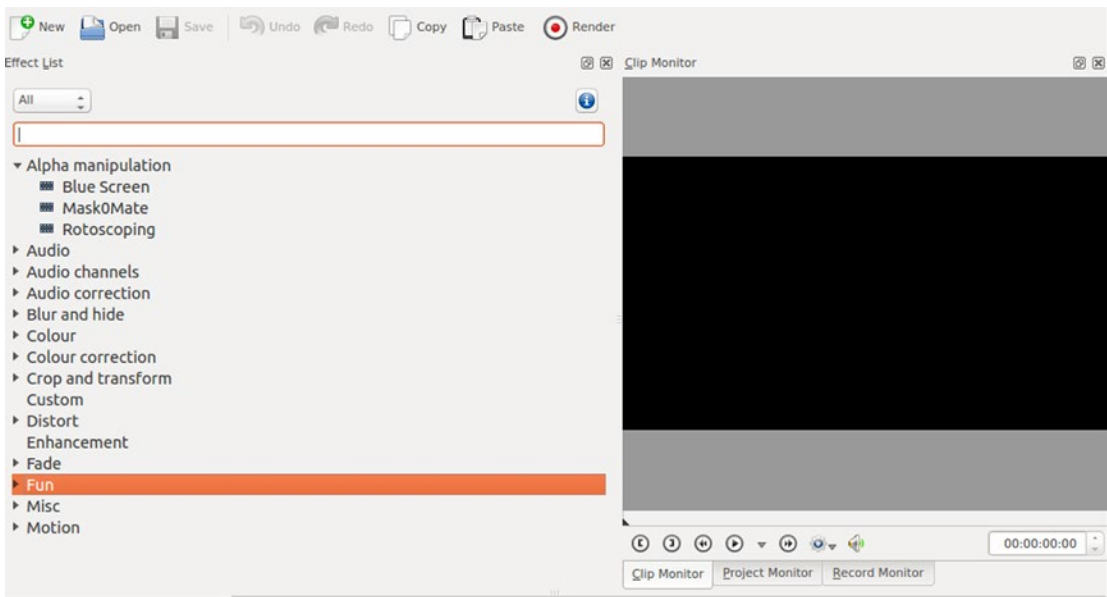 New Open Save Undo Redo Copy Paste Render
Effect List
Clip Monitor
All
Alpha manipulation
Blue Screen
Mask0Mate
Rotoscoping
Audio
Audio channels
Audio correction
Blur and hide
Colour
Colour correction
Crop and transform
Custom
Distort
Enhancement
Fade
Fun
Misc
Motion
00:00:00:00
Clip Monitor Project Monitor Record Monitor